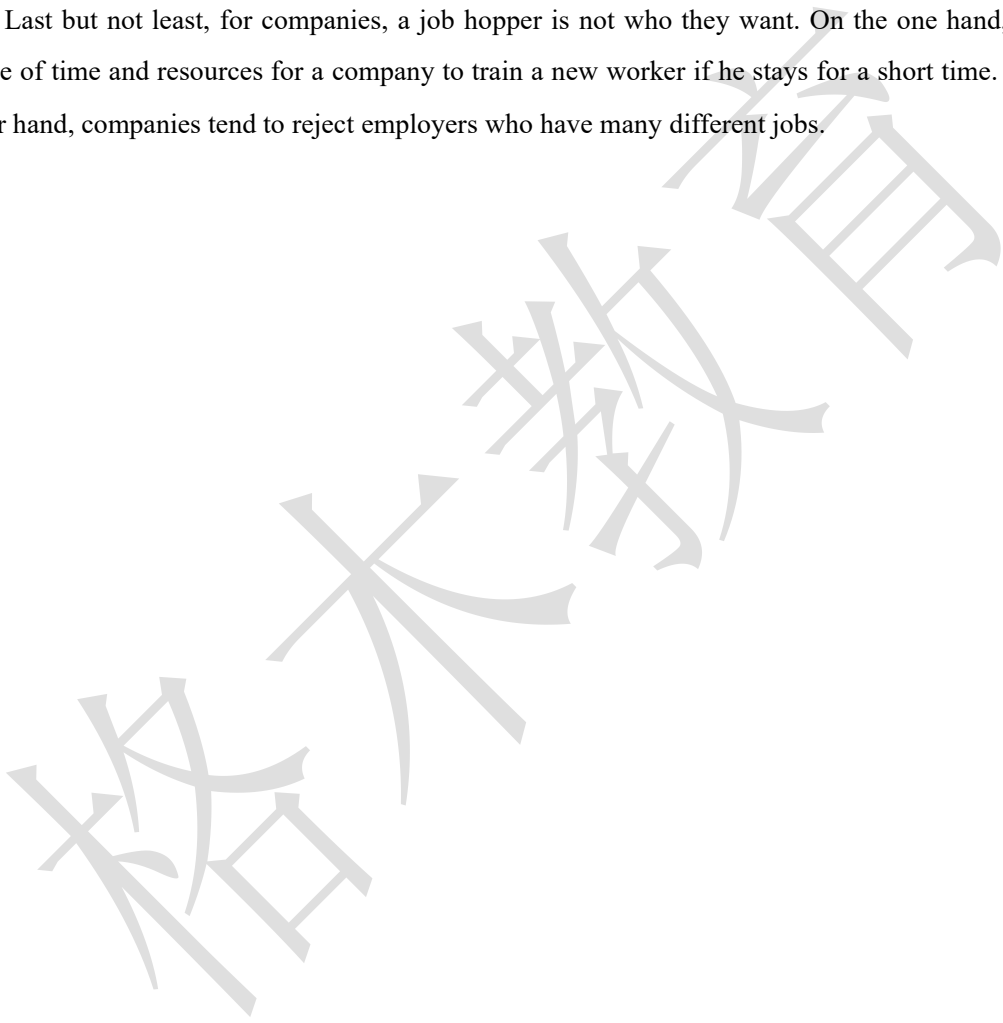 Last but not least, for companies, a job hopper is not who they want. On the one hand,
e of time and resources for a company to train a new worker if he stays for a short time.
r hand, companies tend to reject employers who have many different jobs.
格木教育